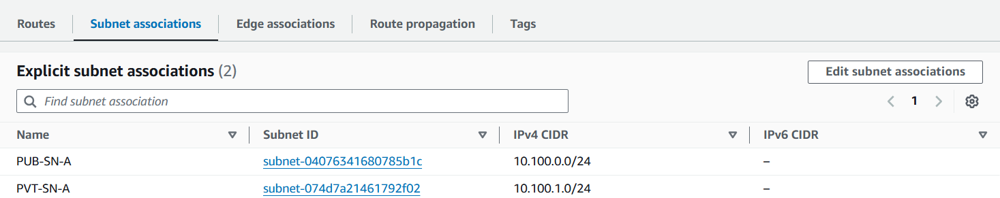 Routes Subnet associations Edge associations Route propagation Tags
Explicit subnet associations (2) Edit subnet associations
Find subnet association 1
Name Subnet ID IPv4 CIDR IPv6 CIDR
PUB-SN-A subnet-04076341680785b1c 10.100.0.0/24 –
PVT-SN-A subnet-074d7a21461792f02 10.100.1.0/24 –